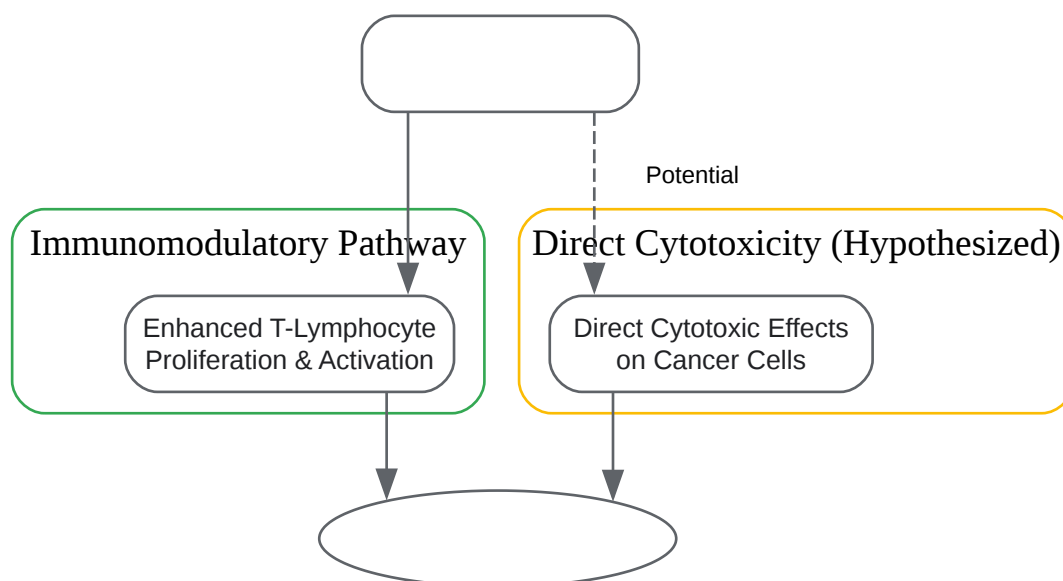 Potential
Immunomodulatory Pathway
Direct Cytotoxicity (Hypothesized)
Enhanced T-Lymphocyte
Proliferation & Activation
Direct Cytotoxic Effects
on Cancer Cells